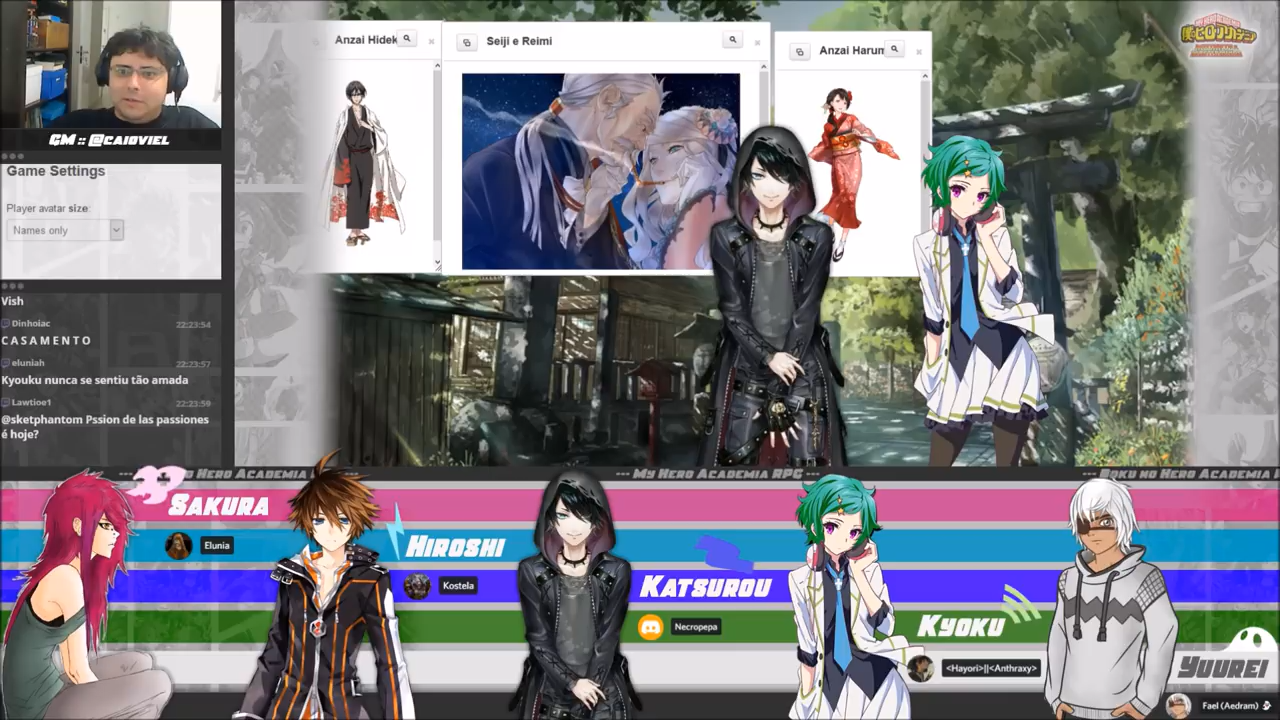 GM :: @CAIOVIEL
Game Settings
Player avatar size:
Names only
Vish
Dinhoiac 22:23:54
C A S A M E N T O
eluniah 22:23:57
Kyouku nunca se sentiu tão amada
Lawtioe1 22:23:59
@sketphantom Pssion de las passiones
é hoje?
Anzai Hidek
Seiji e Reimi
Anzai Harum
O HERO ACADEMIA
--- MY HERO ACADEMIA RPG ---
--- BOKU NO HERO ACADEMIA
SAKURA
Elunia
HIROSHI
Kostela
KATSUROU
Necropepa
KYOKU
<Hayori>||<Anthraxy>
YUUREI
Fael (Aedram)